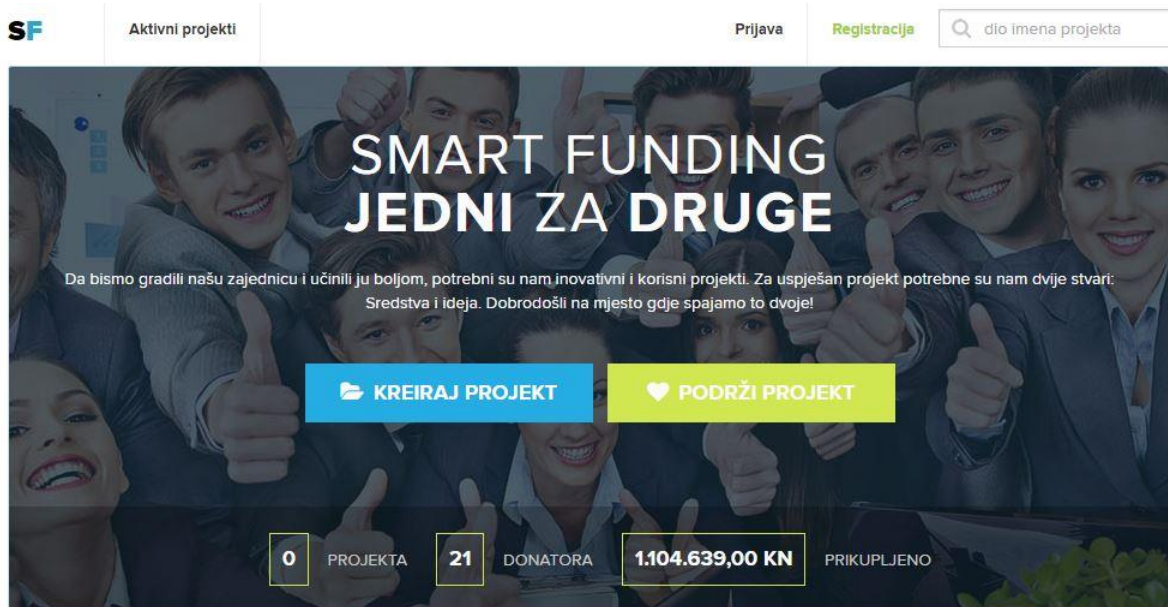 SF
Aktivni projekti
Prijava
Registracija
dio imena projekta
SMART FUNDING
JEDNI ZA DRUGE
Da bismo gradili našu zajednicu i učinili ju boljom, potrebni su nam inovativni i korisni projekti. Za uspješan projekt potrebne su nam dvije stvari:
Sredstva i ideja. Dobrodošli na mjesto gdje spajamo to dvoje!
KREIRAJ PROJEKT
PODRŽI PROJEKT
0 PROJEKTA 21 DONATORA 1.104.639,00 KN PRIKUPLJENO